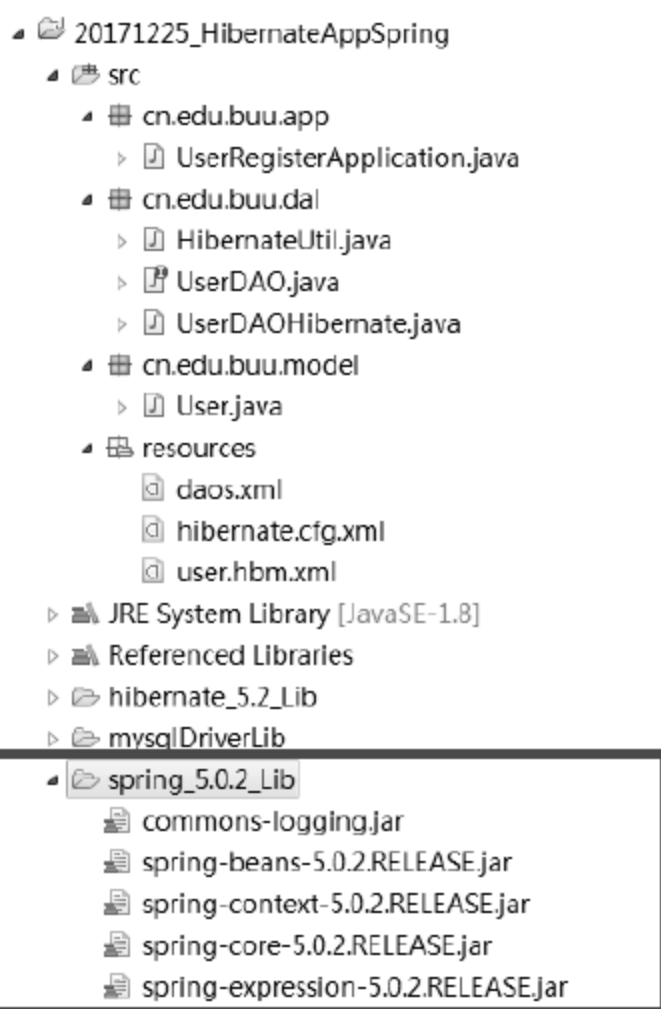 20171225_HibernateAppSpring
src
cn.edu.buu.app
UserRegisterApplication.java
cn.edu.buu.dal
HibernateUtil.java
UserDAO.java
UserDAOHibernate.java
cn.edu.buu.model
User.java
resources
daos.xml
hibernate.cfg.xml
user.hbm.xml
JRE System Library [JavaSE-1.8]
Referenced Libraries
hibernate_5.2_Lib
mysqlDriverLib
spring_5.0.2_Lib
commons-logging.jar
spring-beans-5.0.2.RELEASE.jar
spring-context-5.0.2.RELEASE.jar
spring-core-5.0.2.RELEASE.jar
spring-expression-5.0.2.RELEASE.jar